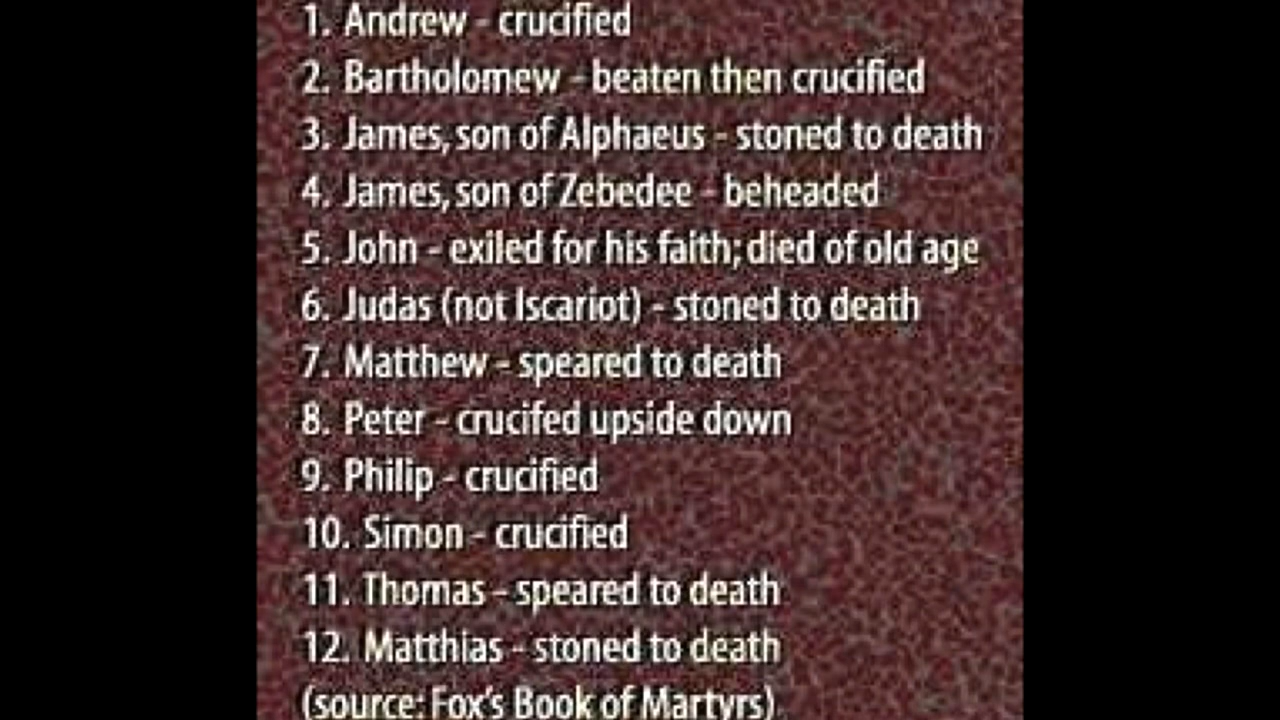 1. Andrew - crucified
2. Bartholomew - beaten then crucified
3. James, son of Alphaeus - stoned to death
4. James, son of Zebedee - beheaded
5. John - exiled for his faith; died of old age
6. Judas (not Iscariot) - stoned to death
7. Matthew - speared to death
8. Peter - crucifed upside down
9. Philip - crucified
10. Simon - crucified
11. Thomas - speared to death
12. Matthias - stoned to death
(source: Fox's Book of Martyrs)